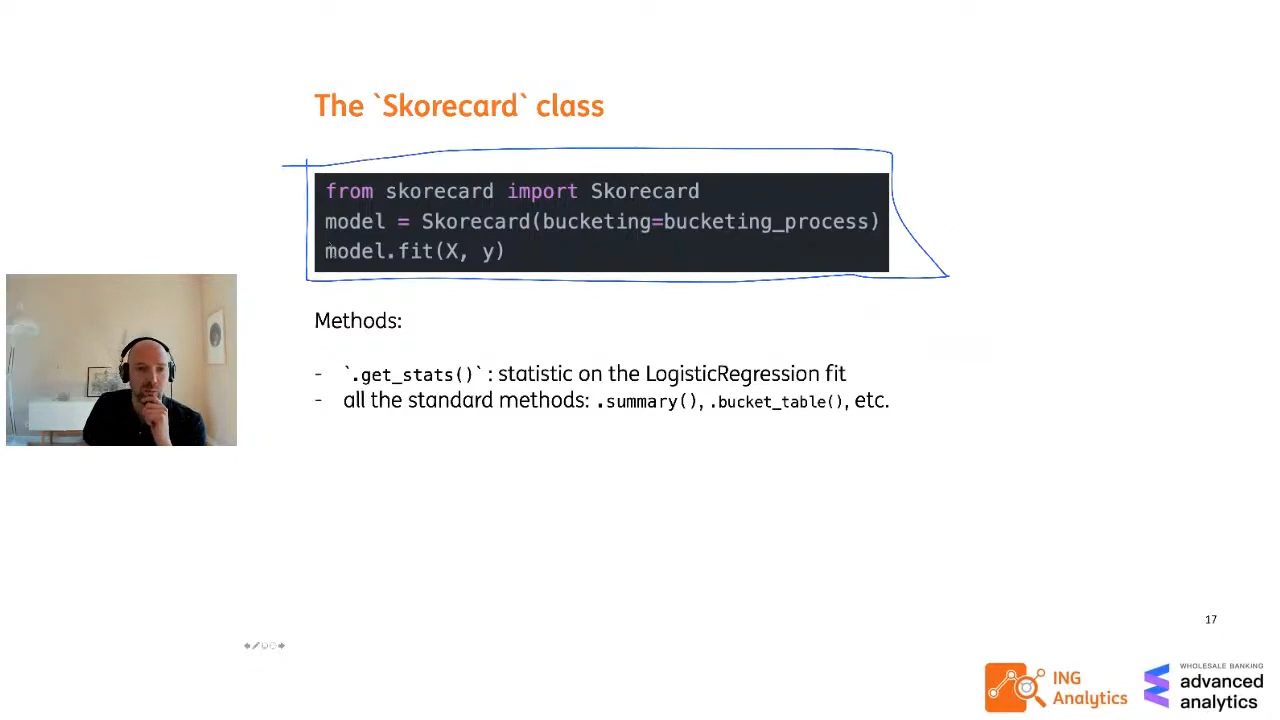 The `Skorecard` class
from skorecard import Skorecard
model = Skorecard(bucketing=bucketing_process)
model.fit(X, y)
Methods:
- `.get_stats()` : statistic on the LogisticRegression fit
- all the standard methods: .summary(), .bucket_table(), etc.
17
ING
Analytics
WHOLESALE BANKING
advanced
analytics